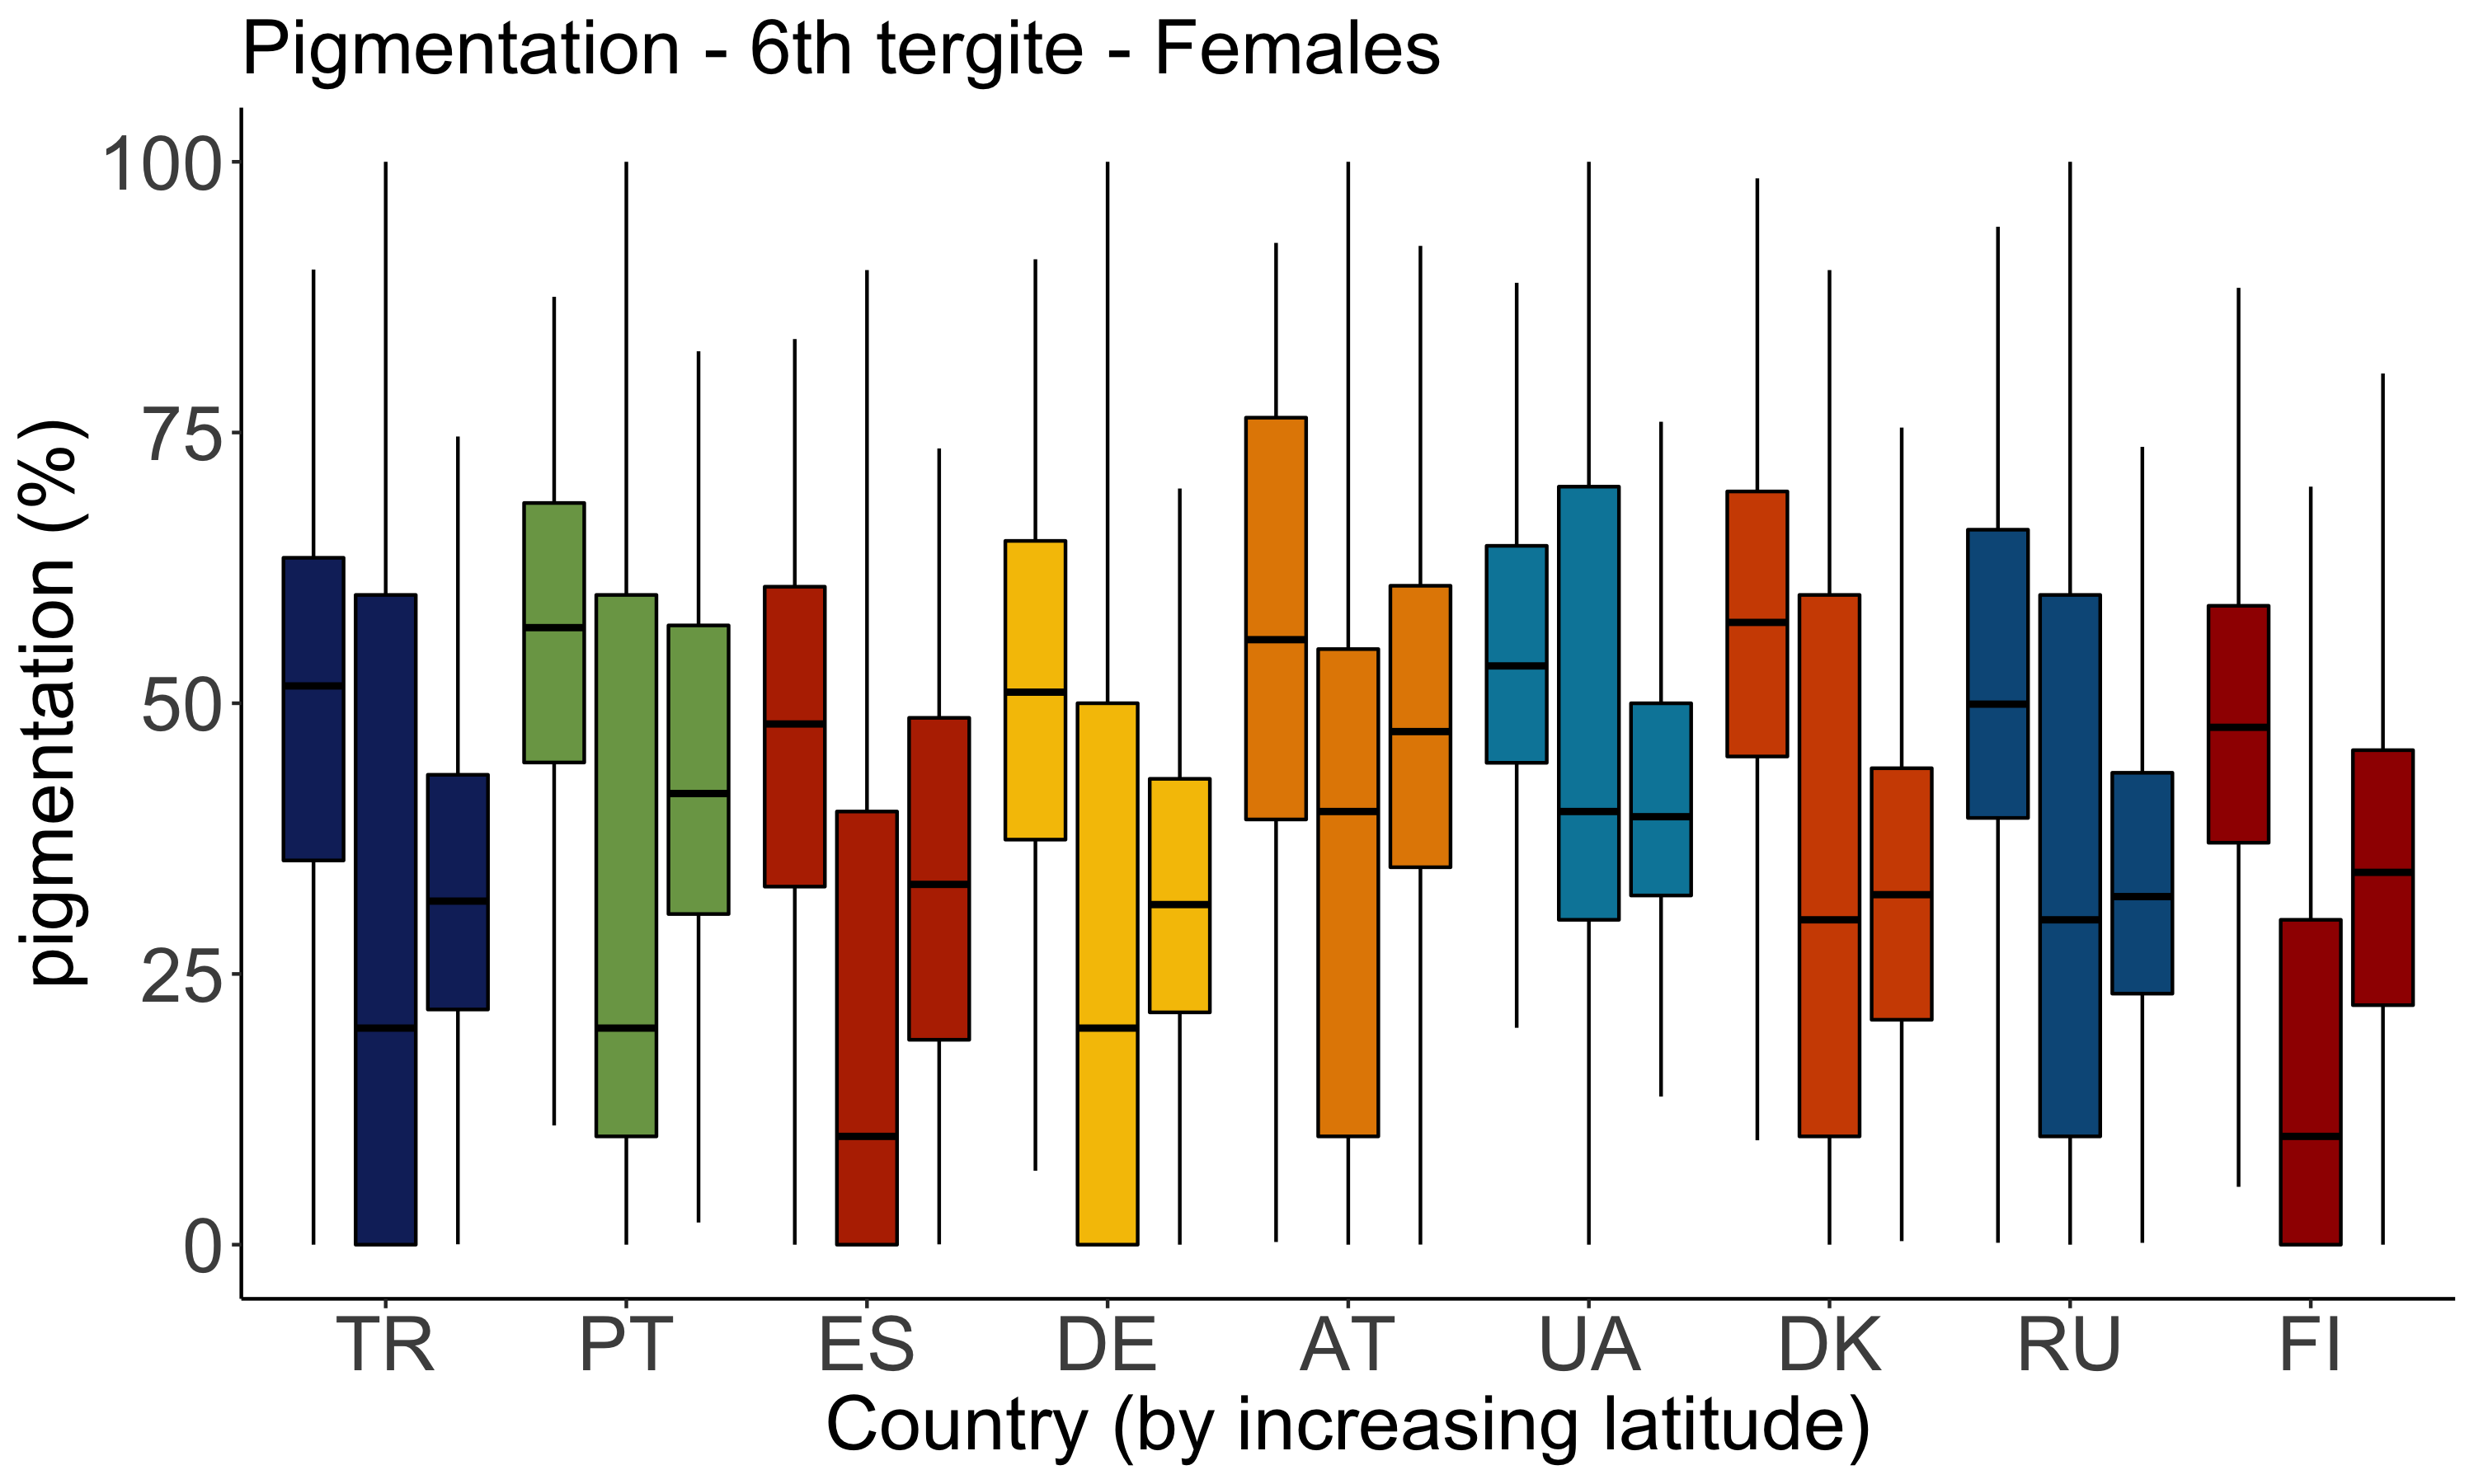 Pigmentation - 6th tergite - Females
pigmentation (%)
100
75
50
25
0
TR PT ES DE AT UA DK RU FI
Country (by increasing latitude)